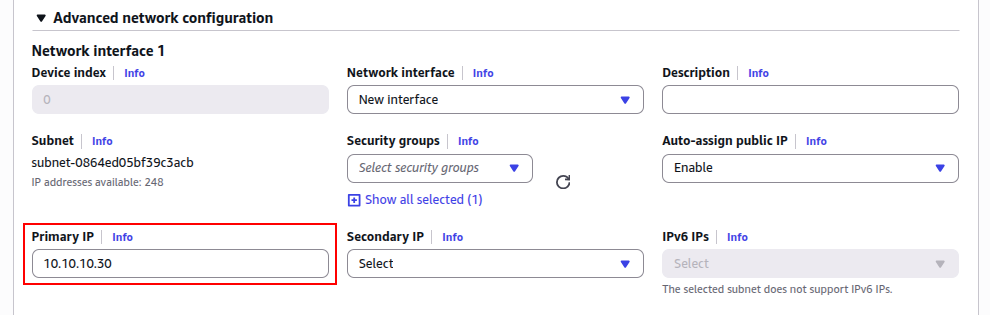 Advanced network configuration
Network interface 1
Device index Info
0
Network interface Info
New interface
Description Info
Subnet Info
subnet-0864ed05bf39c3acb
IP addresses available: 248
Security groups Info
Select security groups
Show all selected (1)
Auto-assign public IP Info
Enable
Primary IP Info
10.10.10.30
Secondary IP Info
Select
IPv6 IPs Info
Select
The selected subnet does not support IPv6 IPs.